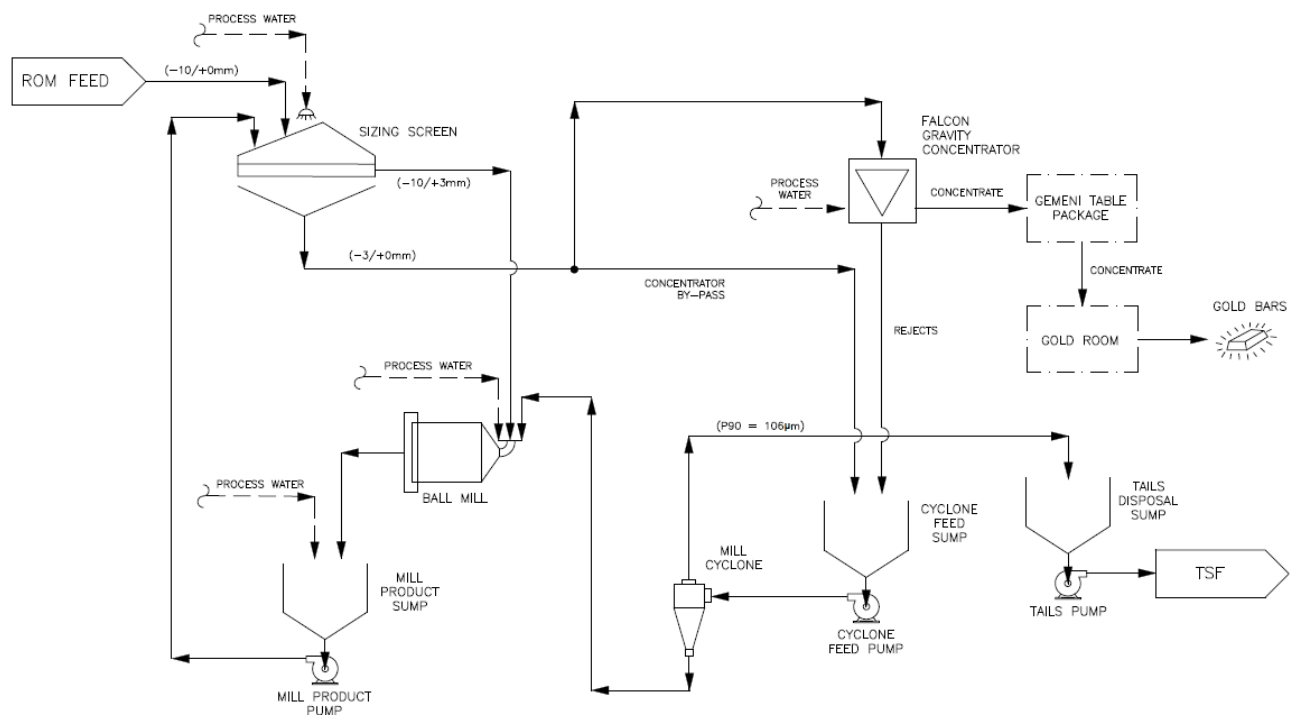 PROCESS WATER
ROM FEED
(-10/+0mm)
SIZING SCREEN
(-10/+3mm)
(-3/+0mm)
FALCON
GRAVITY
CONCENTRATOR
PROCESS
WATER
CONCENTRATE
GEMENI TABLE
PACKAGE
CONCENTRATE
CONCENTRATOR
BY-PASS
REJECTS
GOLD ROOM
GOLD BARS
PROCESS WATER
BALL MILL
(P90 = 106µm)
PROCESS WATER
MILL
PRODUCT
SUMP
MILL PRODUCT
PUMP
MILL
CYCLONE
CYCLONE
FEED
SUMP
CYCLONE
FEED PUMP
TAILS
DISPOSAL
SUMP
TAILS PUMP
TSF